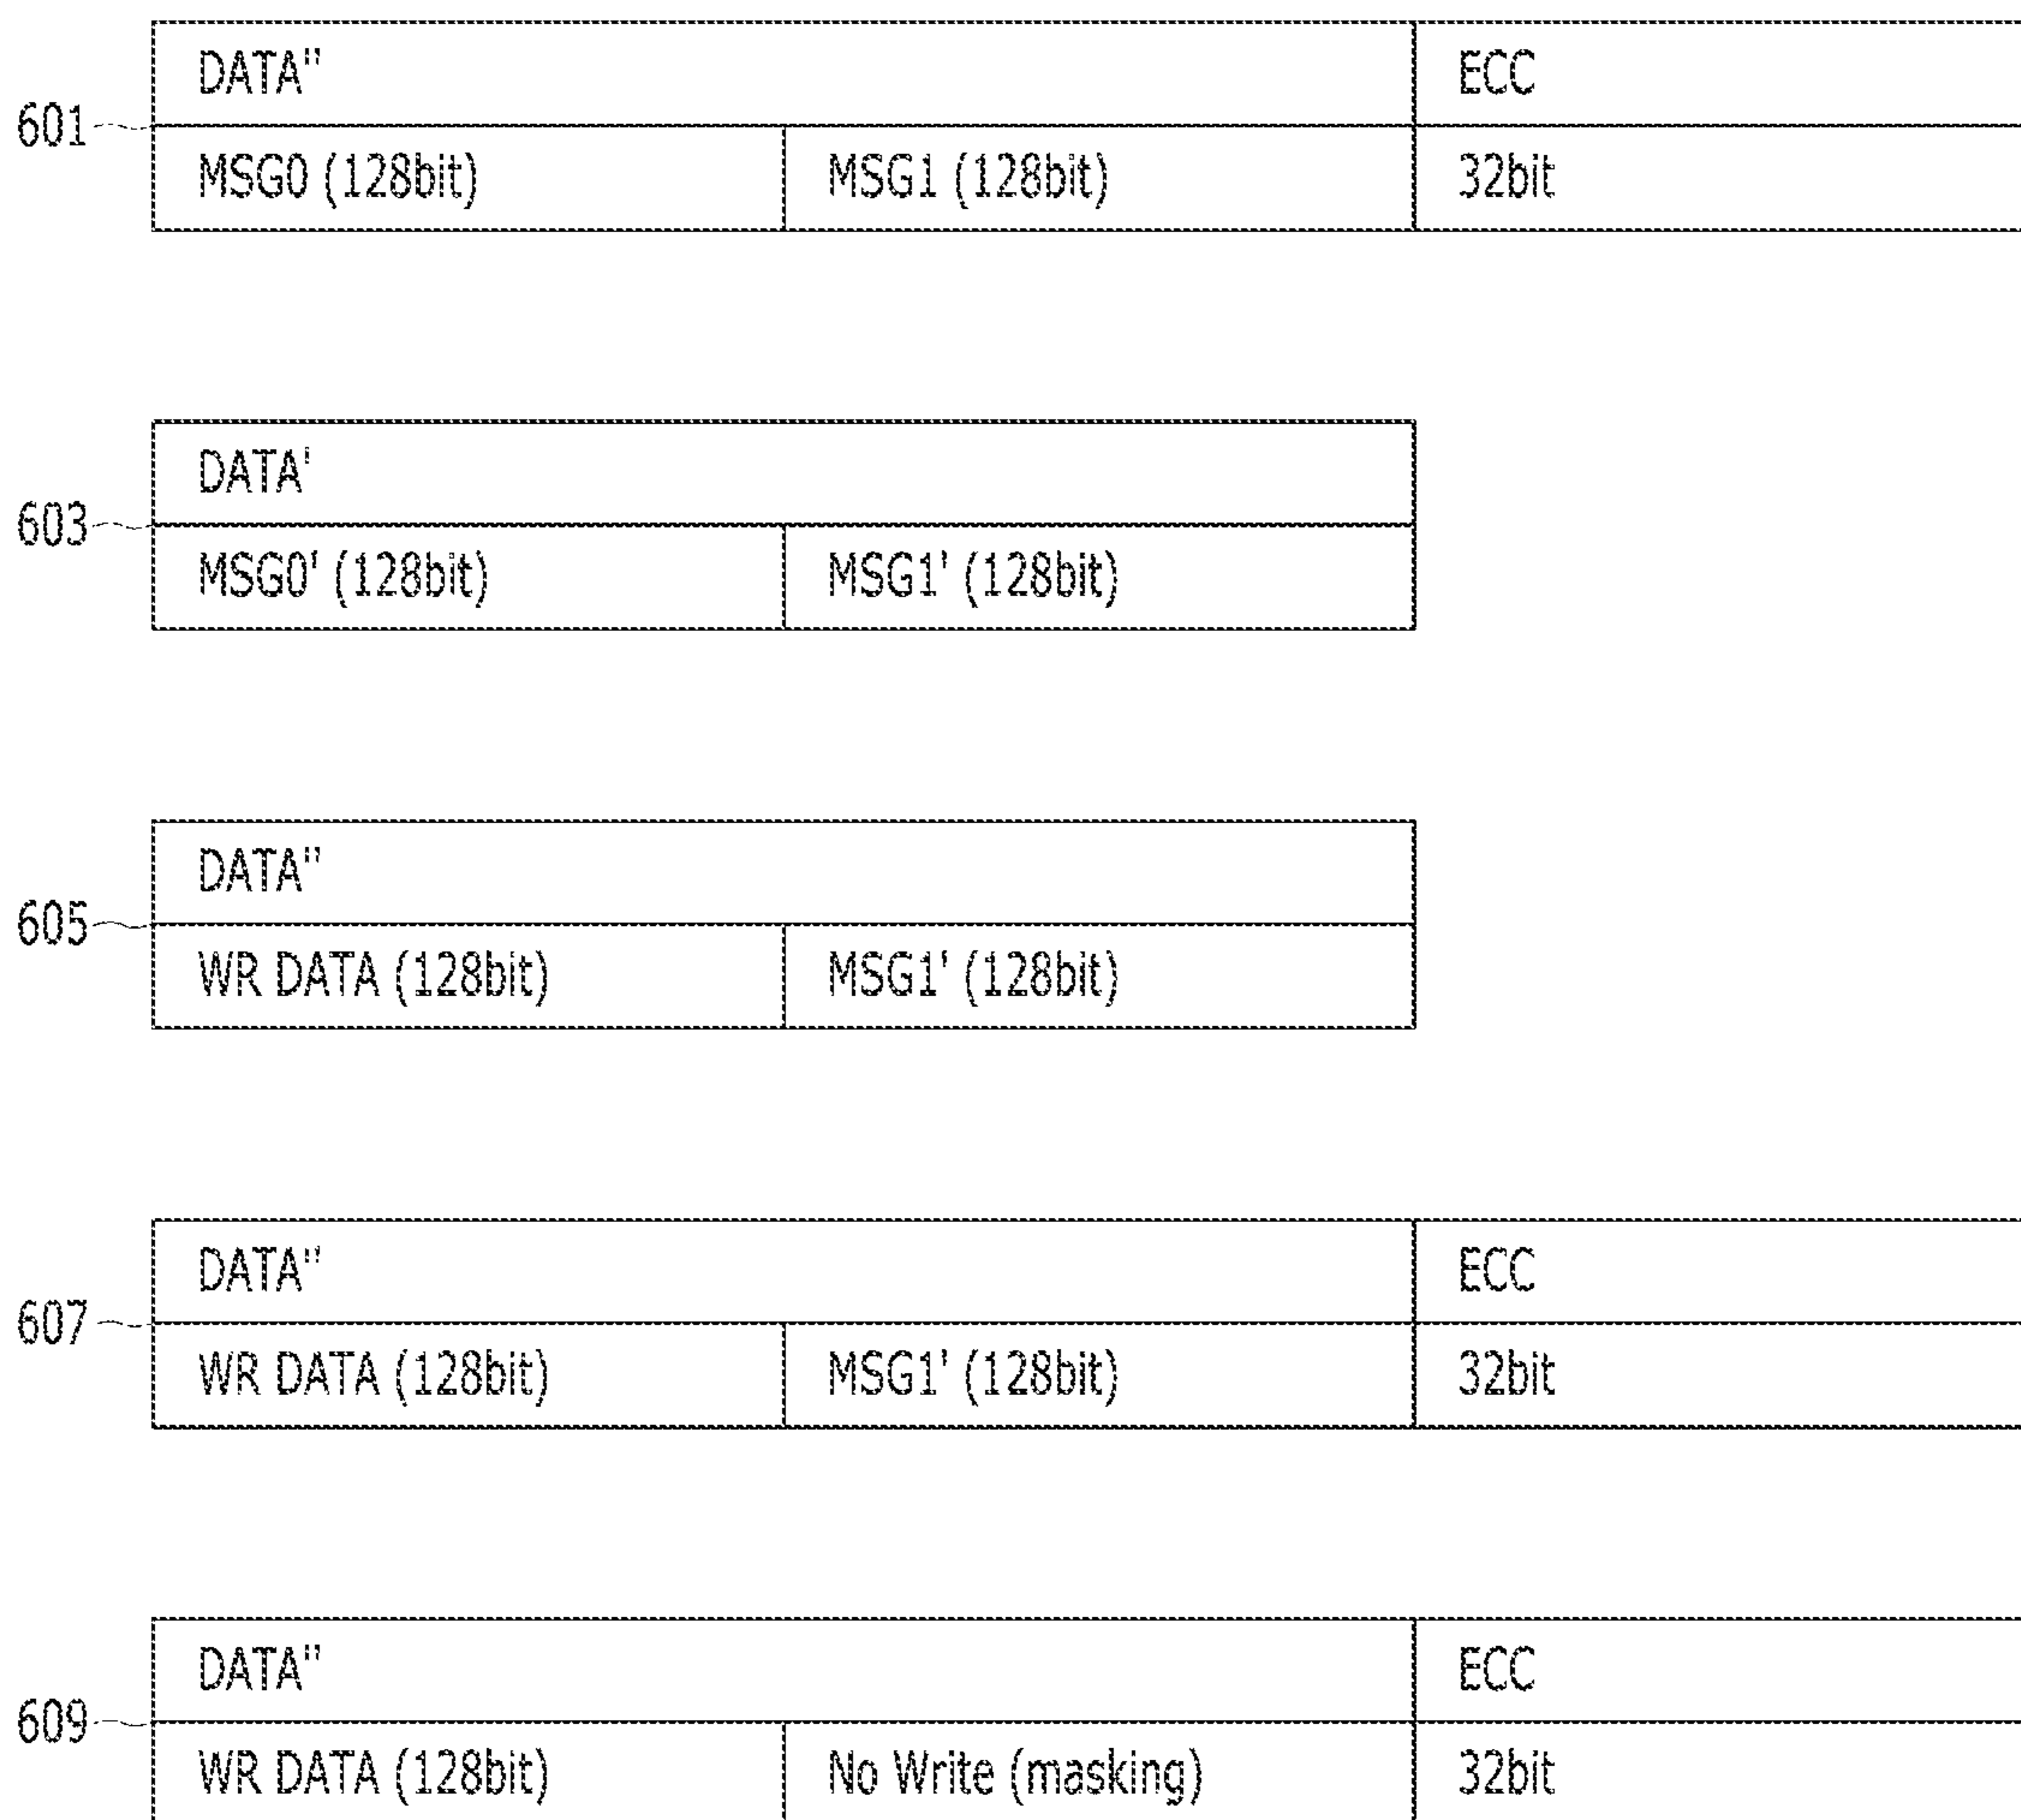 DATA" ECC
601
MSG0 (128bit) MSG1 (128bit) 32bit
DATA'
603
MSG0' (128bit) MSG1' (128bit)
DATA"
605
WR DATA (128bit) MSG1' (128bit)
DATA" ECC
607
WR DATA (128bit) MSG1' (128bit) 32bit
DATA" ECC
609
WR DATA (128bit) No Write (masking) 32bit